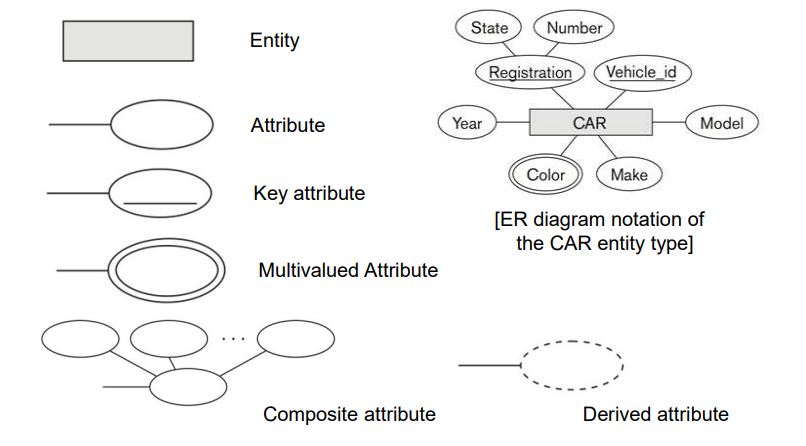 Entity
Attribute
Key attribute
Multivalued Attribute
Composite attribute
State
Number
Registration
Vehicle_id
Year
CAR
Model
Color
Make
[ER diagram notation of
the CAR entity type]
Derived attribute